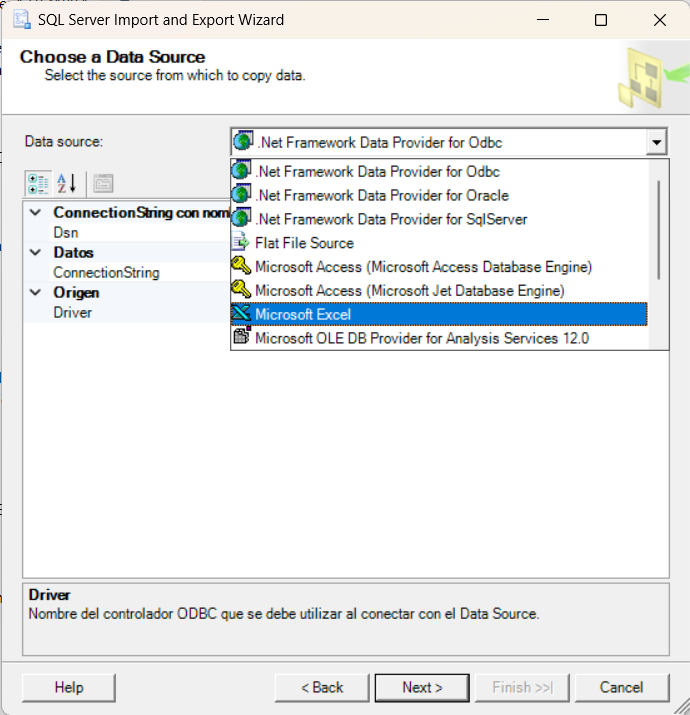 SQL Server Import and Export Wizard
Choose a Data Source
Select the source from which to copy data.
Data source:
.Net Framework Data Provider for Odbc
.Net Framework Data Provider for Odbc
.Net Framework Data Provider for Oracle
.Net Framework Data Provider for SqlServer
Flat File Source
Microsoft Access (Microsoft Access Database Engine)
Microsoft Access (Microsoft Jet Database Engine)
Microsoft Excel
Microsoft OLE DB Provider for Analysis Services 12.0
ConnectionString con nom
Dsn
Datos
ConnectionString
Origen
Driver
Driver
Nombre del controlador ODBC que se debe utilizar al conectar con el Data Source.
Help
< Back
Next >
Finish >>|
Cancel